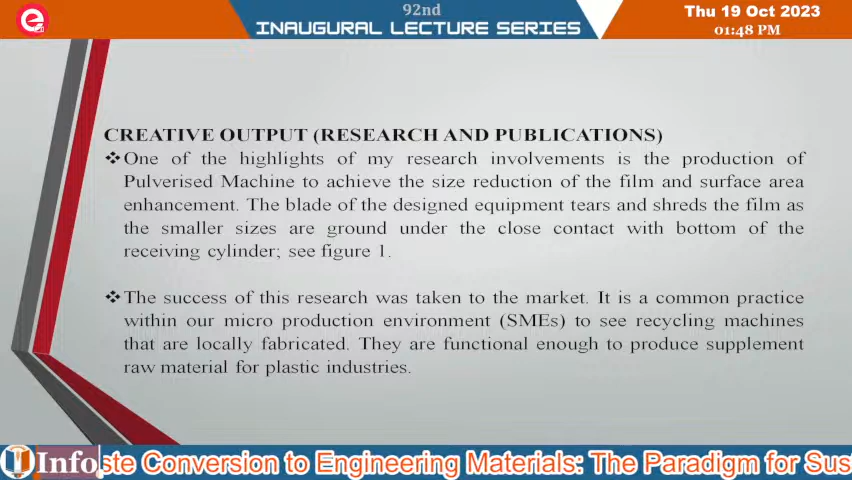 92nd
INAUGURAL LECTURE SERIES
Thu 19 Oct 2023
01:48 PM
CREATIVE OUTPUT (RESEARCH AND PUBLICATIONS)
❖One of the highlights of my research involvements is the production of
Pulverised Machine to achieve the size reduction of the film and surface area
enhancement. The blade of the designed equipment tears and shreds the film as
the smaller sizes are ground under the close contact with bottom of the
receiving cylinder; see figure 1.
❖The success of this research was taken to the market. It is a common practice
within our micro production environment (SMEs) to see recycling machines
that are locally fabricated. They are functional enough to produce supplement
raw material for plastic industries.
Info
ste Conversion to Engineering Materials: The Paradigm for Sus